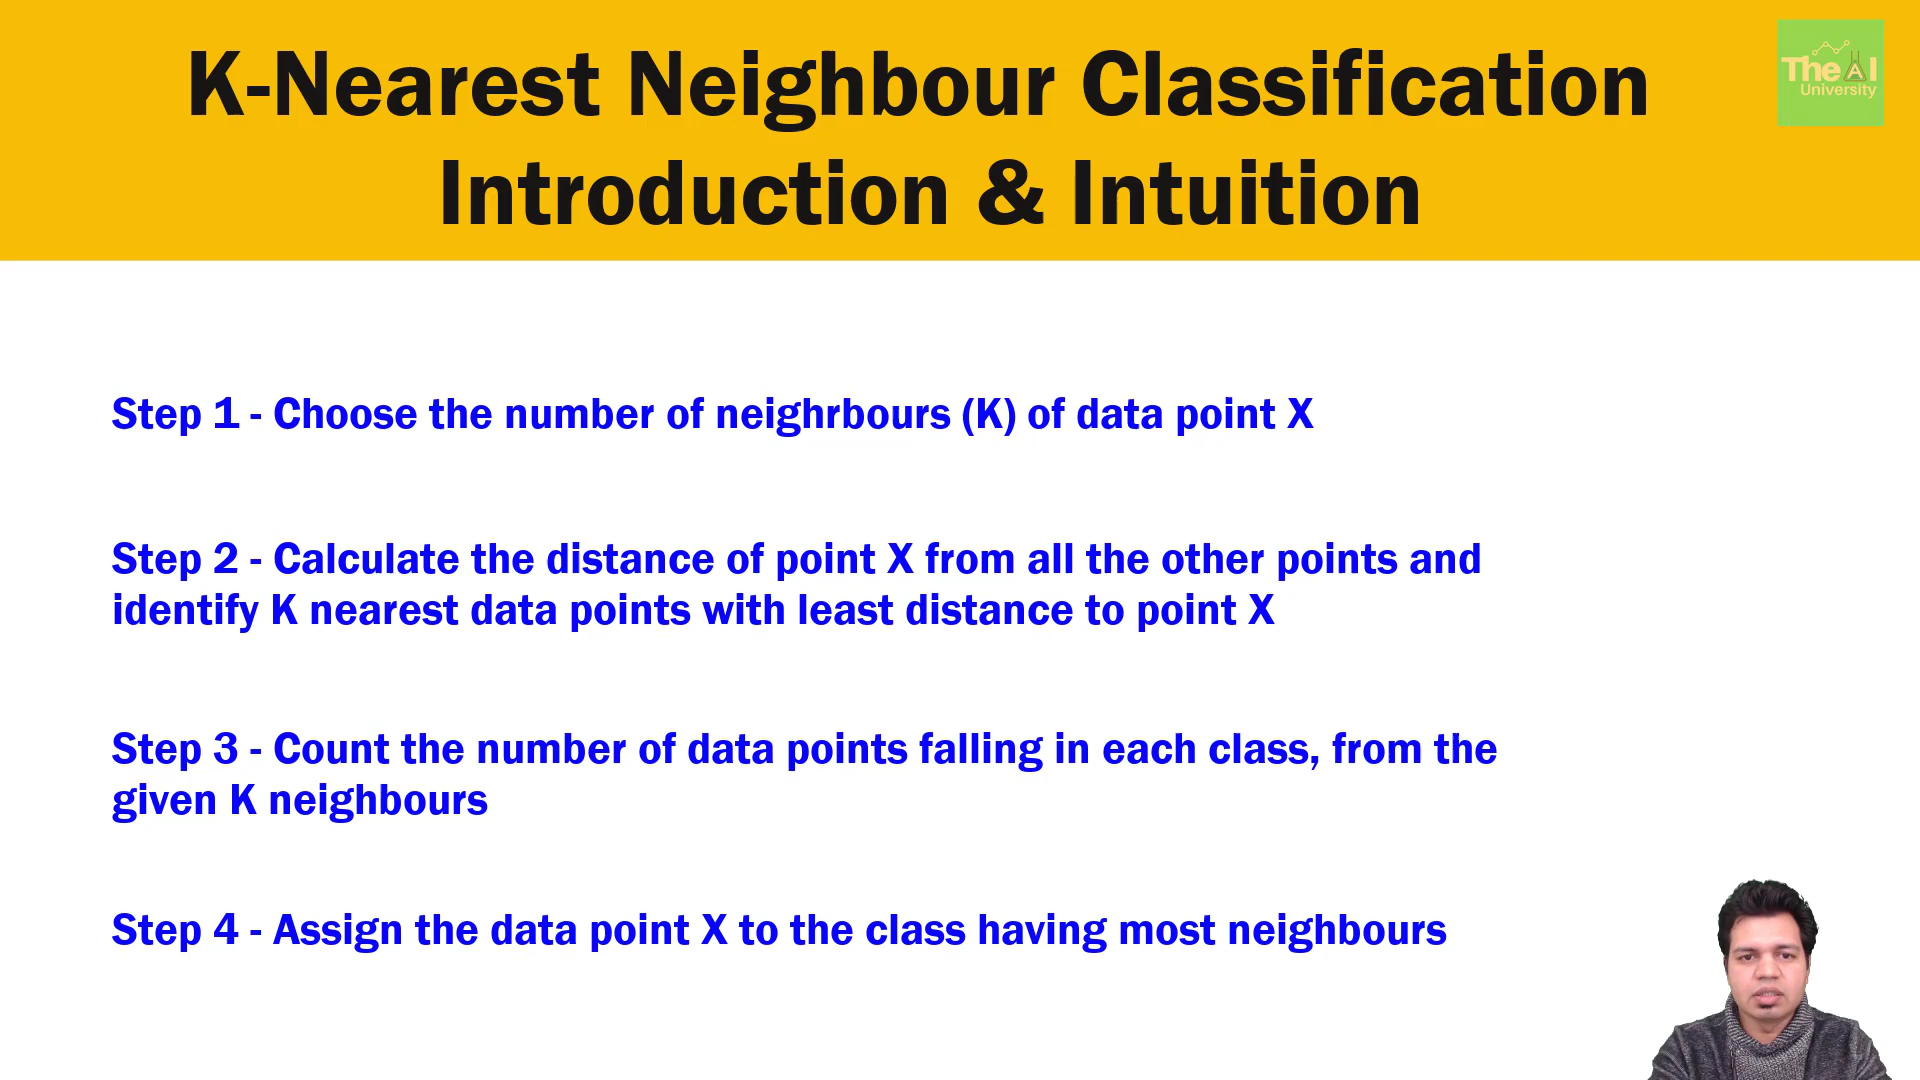 K-Nearest Neighbour Classification
Introduction & Intuition
The AI
University
Step 1 - Choose the number of neighrbours (K) of data point X
Step 2 - Calculate the distance of point X from all the other points and
identify K nearest data points with least distance to point X
Step 3 - Count the number of data points falling in each class, from the
given K neighbours
Step 4 - Assign the data point X to the class having most neighbours